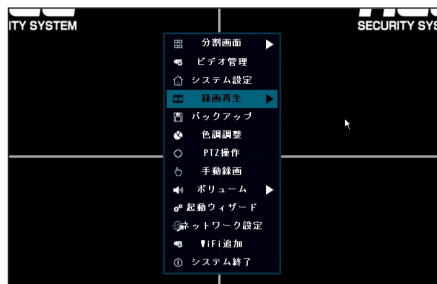 ITY SYSTEM
SECURITY SYS
分割画面
ビデオ管理
システム設定
録画再生
バックアップ
色調調整
PTZ操作
手動録画
ボリューム
起動ウィザード
ネットワーク設定
WiFi追加
システム終了